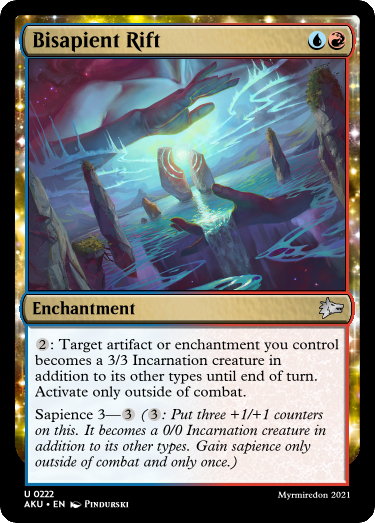 Bisapient Rift
Enchantment
2: Target artifact or enchantment you control
becomes a 3/3 Incarnation creature in
addition to its other types until end of turn.
Activate only outside of combat.
Sapience 3—3 (3: Put three +1/+1 counters
on this. It becomes a 0/0 Incarnation creature in
addition to its other types. Gain sapience only
outside of combat and only once.)
U 0222
AKU • EN Pindurski
Myrmiredon 2021